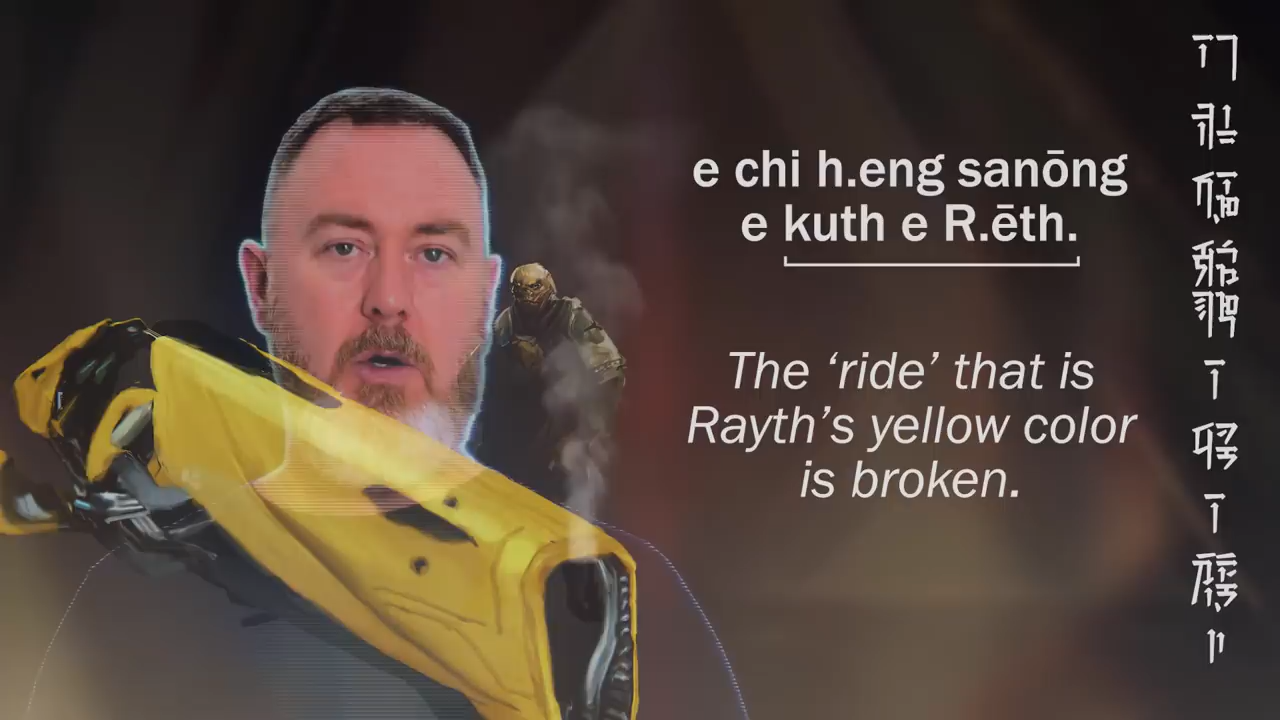 e chi h.eng sanōng
e kuth e R.ēth.
The ‘ride’ that is
Rayth’s yellow color
is broken.